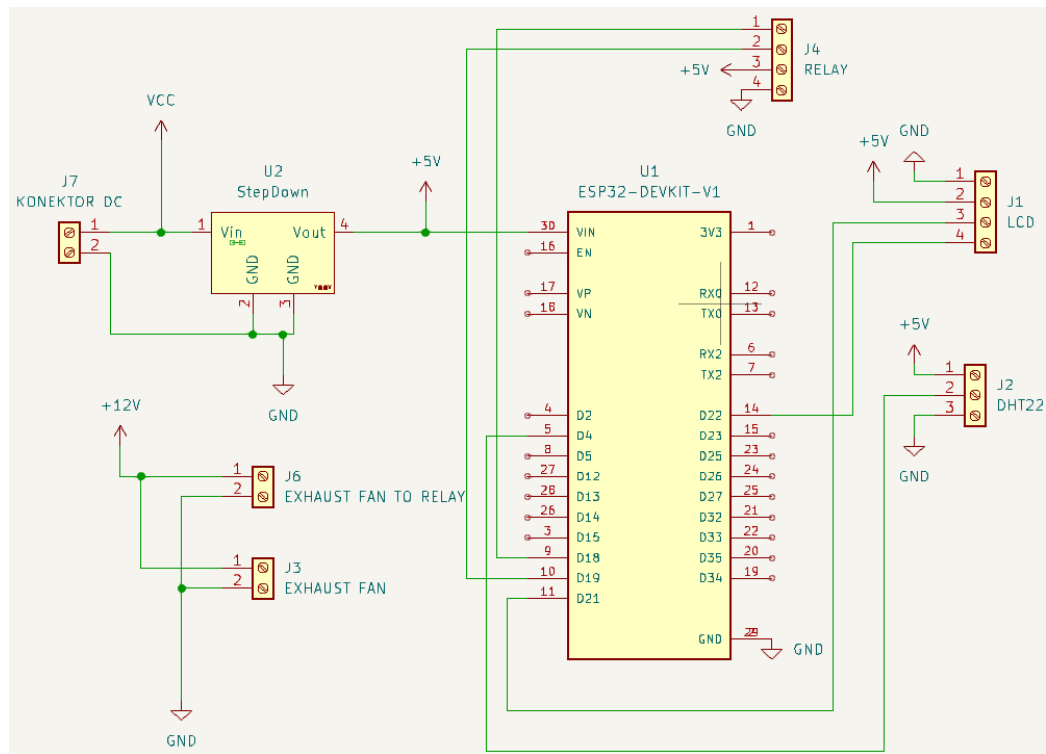 1
2
3
4
J4
RELAY
+5V
GND
VCC
J7
KONEKTOR DC
1
2
U2
StepDown
1
Vin
Vout
4
GND
GND
2
3
GND
+5V
U1
ESP32-DEVKIT-V1
30
VIN
16
EN
17
VP
18
VN
4
D2
5
D4
8
D5
27
D12
28
D13
26
D14
3
D15
9
D18
10
D19
11
D21
3V3
1
RX0
12
TX0
13
RX2
6
TX2
7
D22
14
D23
15
D25
23
D26
24
D27
25
D32
21
D33
22
D35
20
D34
19
GND
GND
GND
+5V
1
2
3
4
J1
LCD
+5V
1
2
3
J2
DHT22
GND
+12V
1
2
J6
EXHAUST FAN TO RELAY
1
2
J3
EXHAUST FAN
GND